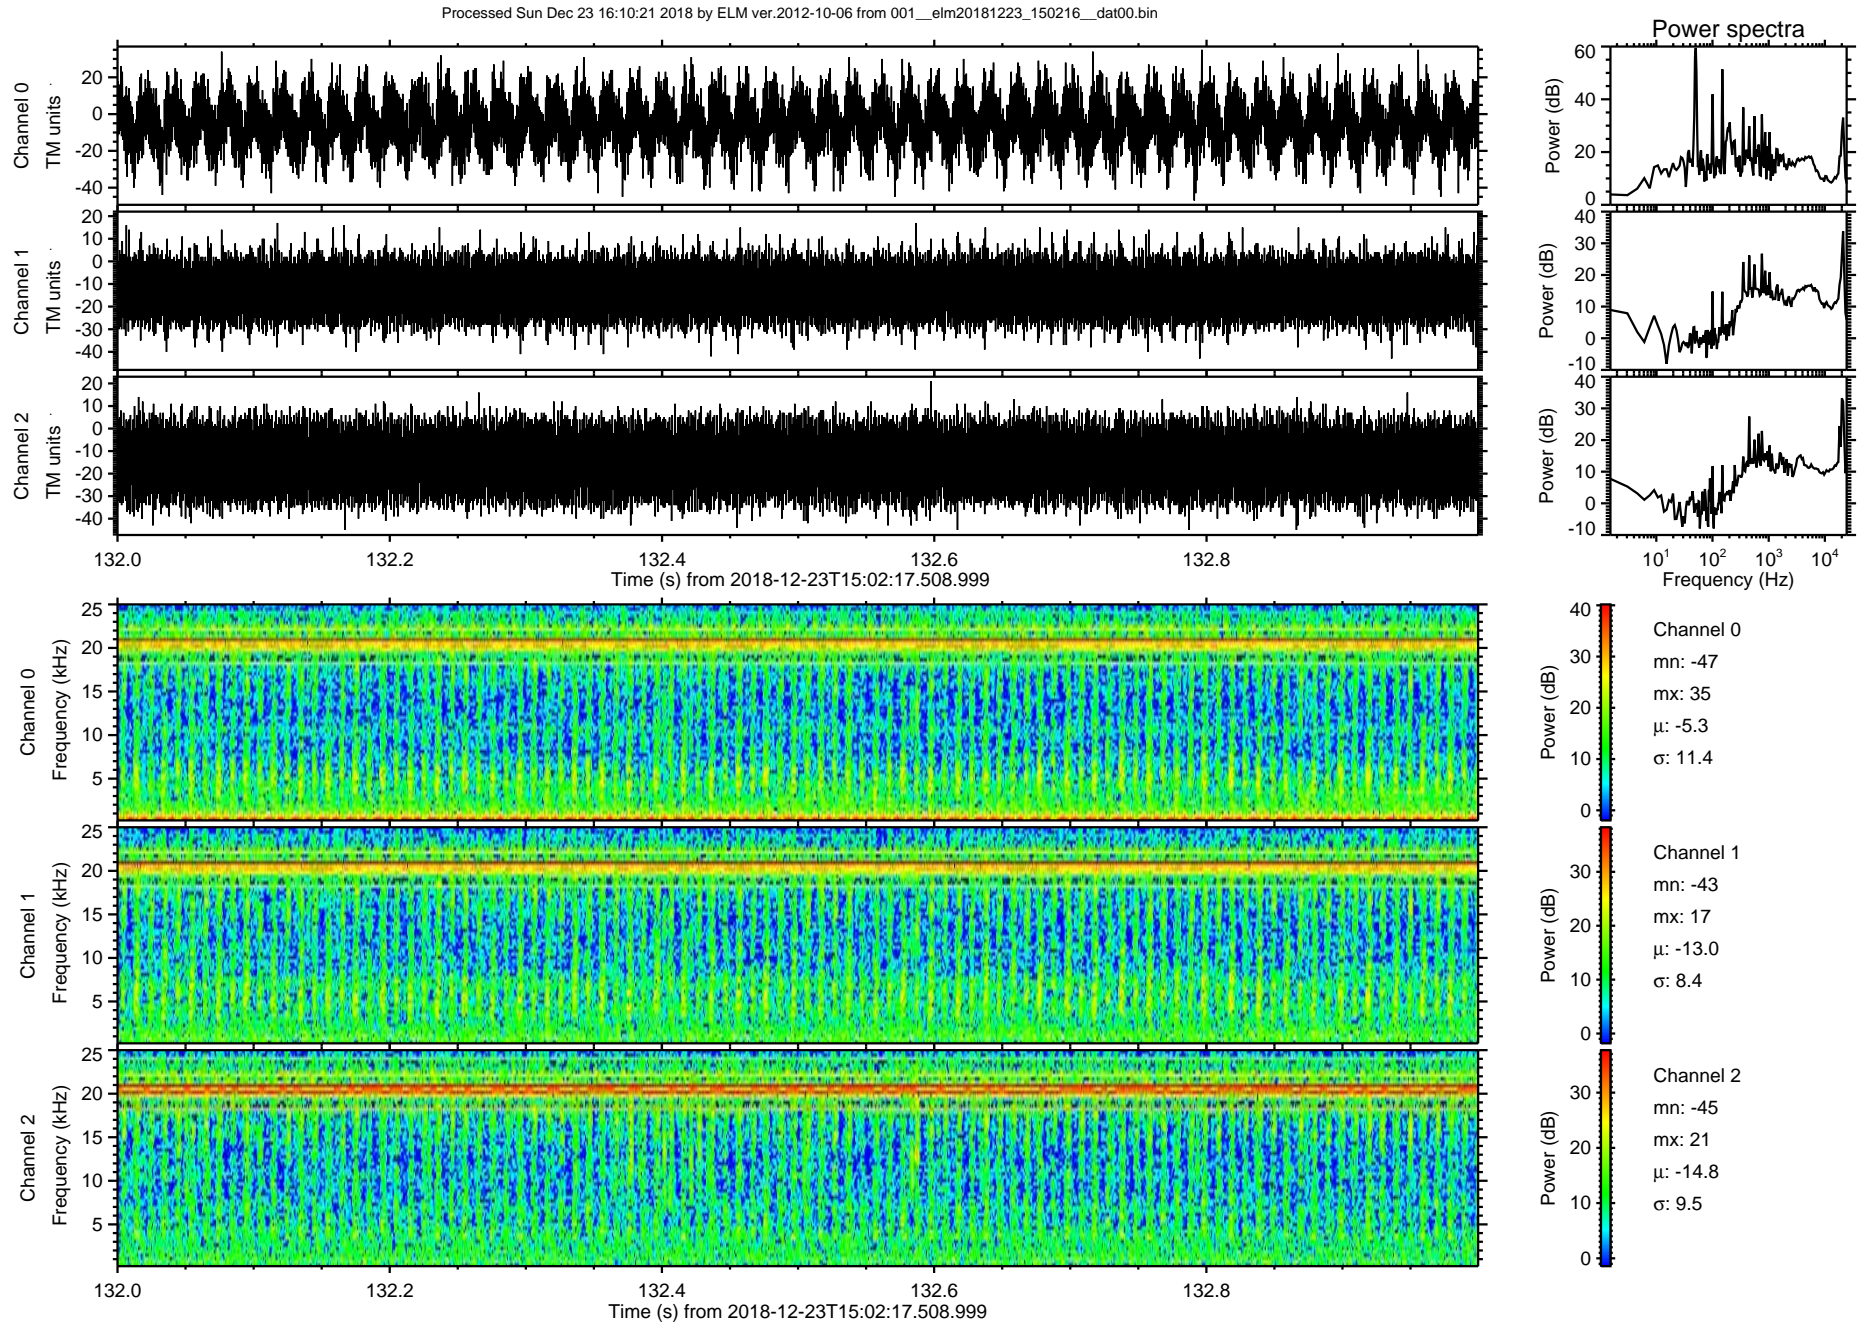 Processed Sun Dec 23 16:10:21 2018 by ELM ver.2012-10-06 from 001__elm20181223_150216__dat00.bin
Power spectra
Channel 0
TM units
20
0
-20
-40
Power (dB)
60
40
20
0
Channel 1
TM units
20
10
0
-10
-20
-30
-40
Power (dB)
40
30
20
10
0
-10
Channel 2
TM units
20
10
0
-10
-20
-30
-40
Power (dB)
40
30
20
10
0
-10
132.0 132.2 132.4 132.6 132.8
Time (s) from 2018-12-23T15:02:17.508.999
10¹ 10² 10³ 10⁴
Frequency (Hz)
Channel 0
Frequency (kHz)
25
20
15
10
5
Power (dB)
40
30
20
10
0
Channel 0
mn: -47
mx: 35
μ: -5.3
σ: 11.4
Channel 1
Frequency (kHz)
25
20
15
10
5
Power (dB)
30
20
10
0
Channel 1
mn: -43
mx: 17
μ: -13.0
σ: 8.4
Channel 2
Frequency (kHz)
25
20
15
10
5
Power (dB)
30
20
10
0
Channel 2
mn: -45
mx: 21
μ: -14.8
σ: 9.5
132.0 132.2 132.4 132.6 132.8
Time (s) from 2018-12-23T15:02:17.508.999